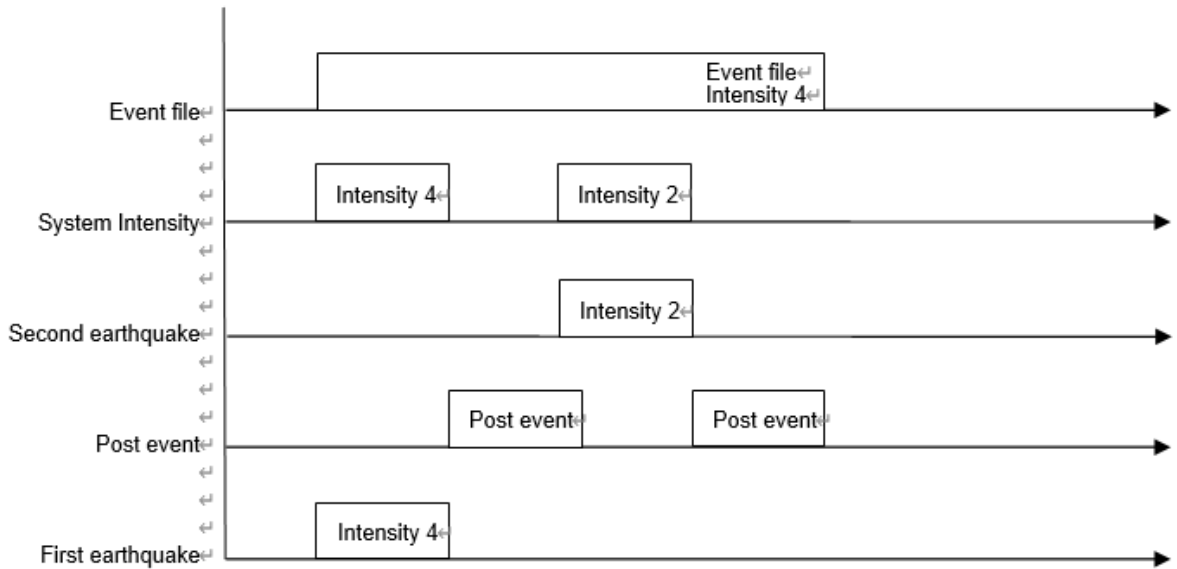 Event file
Intensity 4
Event file
Intensity 4
Intensity 2
System Intensity
Intensity 2
Second earthquake
Post event
Post event
Post event
Intensity 4
First earthquake